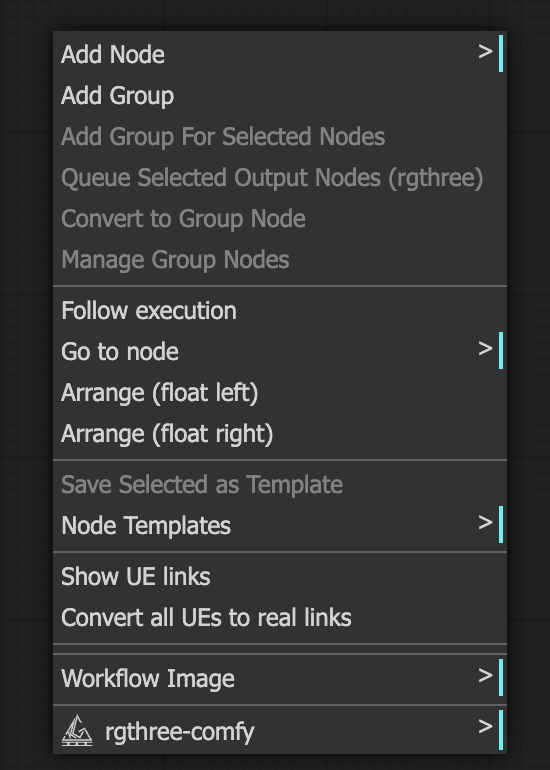 Add Node >
Add Group
Add Group For Selected Nodes
Queue Selected Output Nodes (rgthree)
Convert to Group Node
Manage Group Nodes
Follow execution
Go to node >
Arrange (float left)
Arrange (float right)
Save Selected as Template
Node Templates >
Show UE links
Convert all UEs to real links
Workflow Image >
rgthree-comfy >